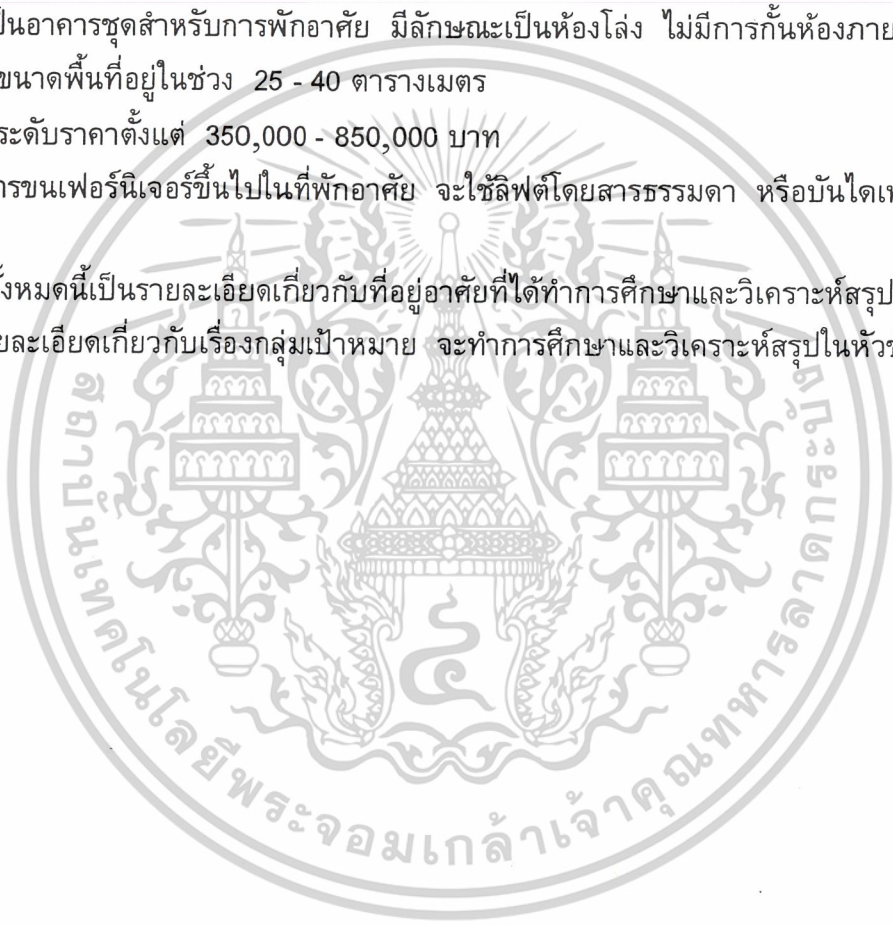 ป็นอาคารชุดสำหรับการพักอาศัย มีลักษณะเป็นห้องโล่ง ไม่มีการกั้นห้องภาย
ขนาดพื้นที่อยู่ในช่วง 25 - 40 ตารางเมตร
ระดับราคาตั้งแต่ 350,000 - 850,000 บาท
ารขนเฟอร์นิเจอร์ขึ้นไปในที่พักอาศัย จะใช้ลิฟต์โดยสารธรรมดา หรือบันได
ั้งหมดนี้เป็นรายละเอียดเกี่ยวกับที่อยู่อาศัยที่ได้ทำการศึกษาและวิเคราะห์สรุป
ยละเอียดเกี่ยวกับเรื่องกลุ่มเป้าหมาย จะทำการศึกษาและวิเคราะห์สรุปในหัวข
๔
สถาบันเทคโนโลยีพระจอมเกล้าเจ้าคุณทหารลาดกระบัง